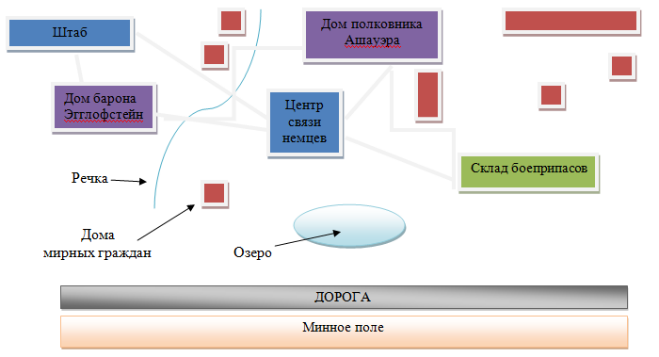 Штаб
Дом полковника
Ашауэра
Дом барона
Эгглофстейн
Центр
связи
немцев
Склад боеприпасов
Речка
Дома
мирных граждан
Озеро
ДОРОГА
Минное поле